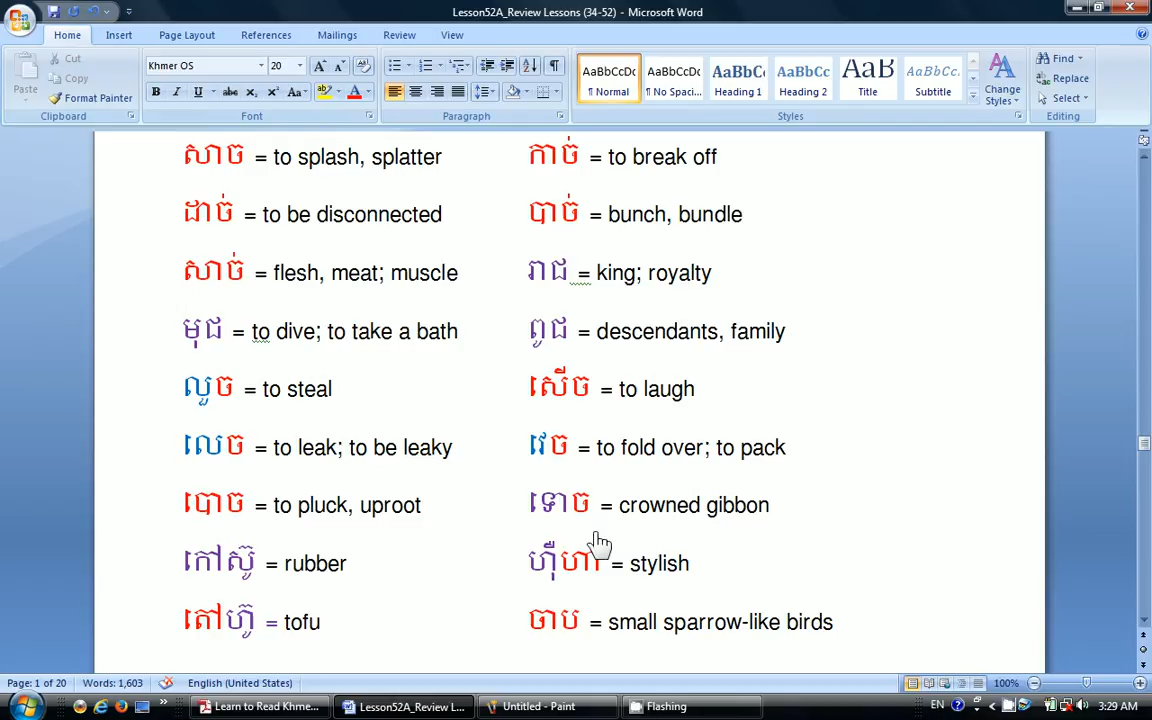 Lesson52A_Review Lessons (34-52) - Microsoft Word
Home Insert Page Layout References Mailings Review View
Cut
Copy
Paste
Format Painter
Clipboard
Khmer OS 20
Font
Paragraph
AaBbCcDc AaBbCcDc AaBbC AaBbCc AaB AaBbCc
¶ Normal ¶ No Spaci... Heading 1 Heading 2 Title Subtitle
Change Styles
Styles
Find
Replace
Select
Editing
សាច = to splash, splatter កាច់ = to break off
ដាច់ = to be disconnected បាច់ = bunch, bundle
សាច់ = flesh, meat; muscle រាជ = king; royalty
មុជ = to dive; to take a bath ពូជ = descendants, family
លួច = to steal សើច = to laugh
លេច = to leak; to be leaky វេច = to fold over; to pack
បោច = to pluck, uproot ទោច = crowned gibbon
កៅស៊ូ = rubber ហ៊ឺហា = stylish
តៅហ៊ូ = tofu ចាប = small sparrow-like birds
Page: 1 of 20 Words: 1,603 English (United States) 100%
Learn to Read Khme... Lesson52A_Review L... Untitled - Paint Flashing EN 3:29 AM